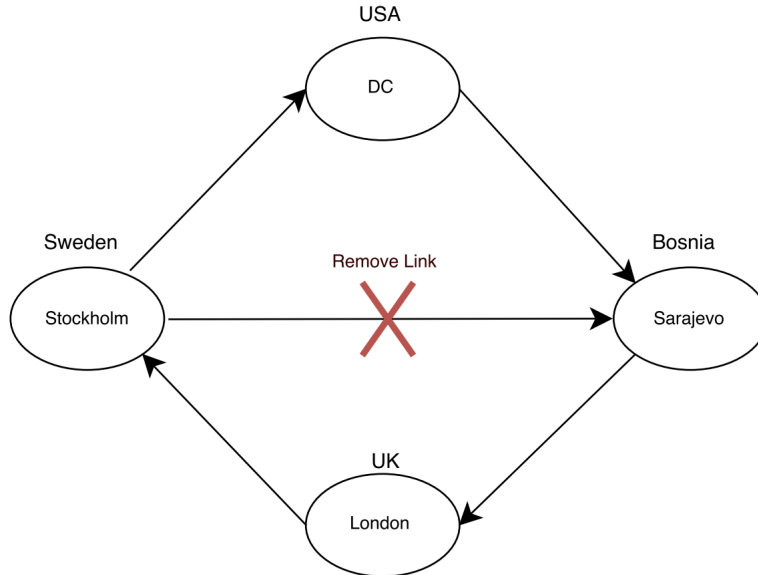 USA
DC
Sweden
Bosnia
Remove Link
Stockholm
Sarajevo
UK
London